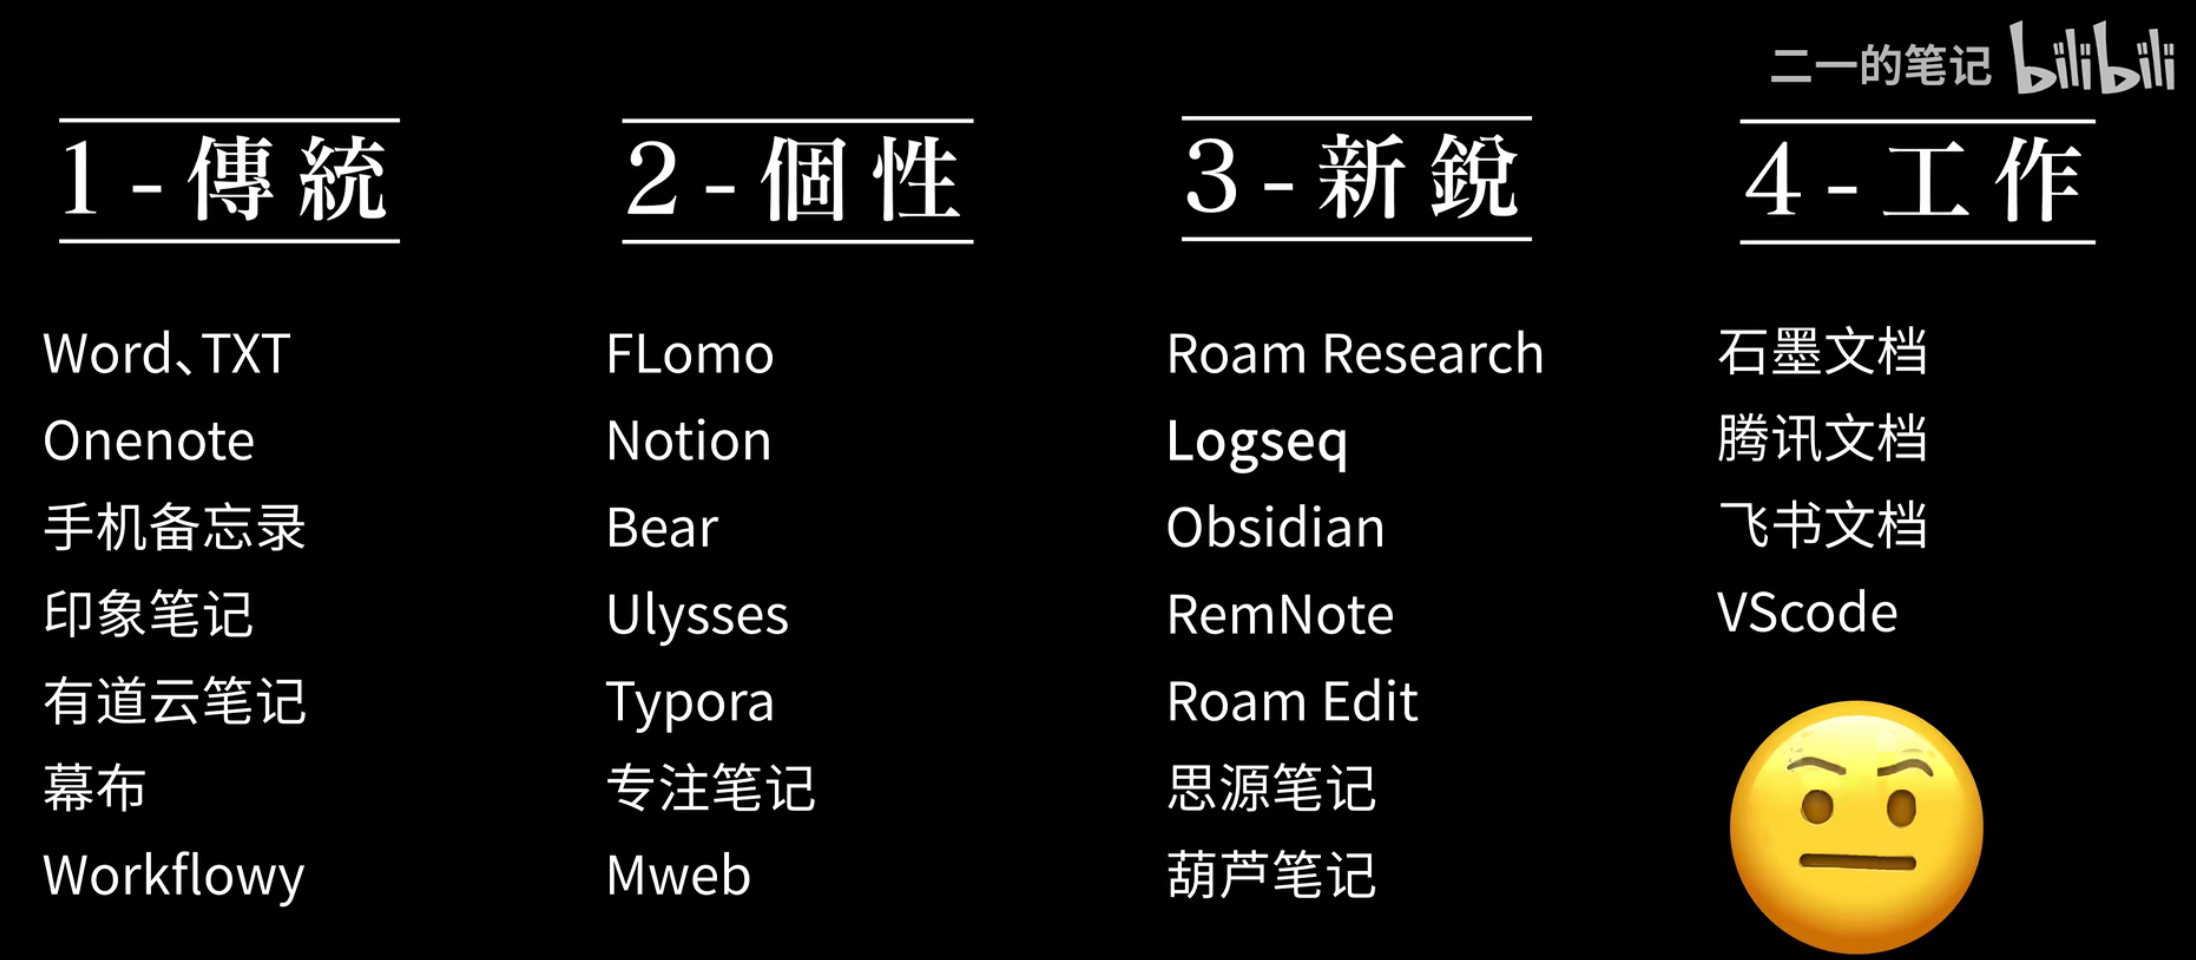 二一的笔记 bilibili
1-傳統
Word、TXT
Onenote
手机备忘录
印象笔记
有道云笔记
幕布
Workflowy
2-個性
FLomo
Notion
Bear
Ulysses
Typora
专注笔记
Mweb
3-新銳
Roam Research
Logseq
Obsidian
RemNote
Roam Edit
思源笔记
葫芦笔记
4-工作
石墨文档
腾讯文档
飞书文档
VScode